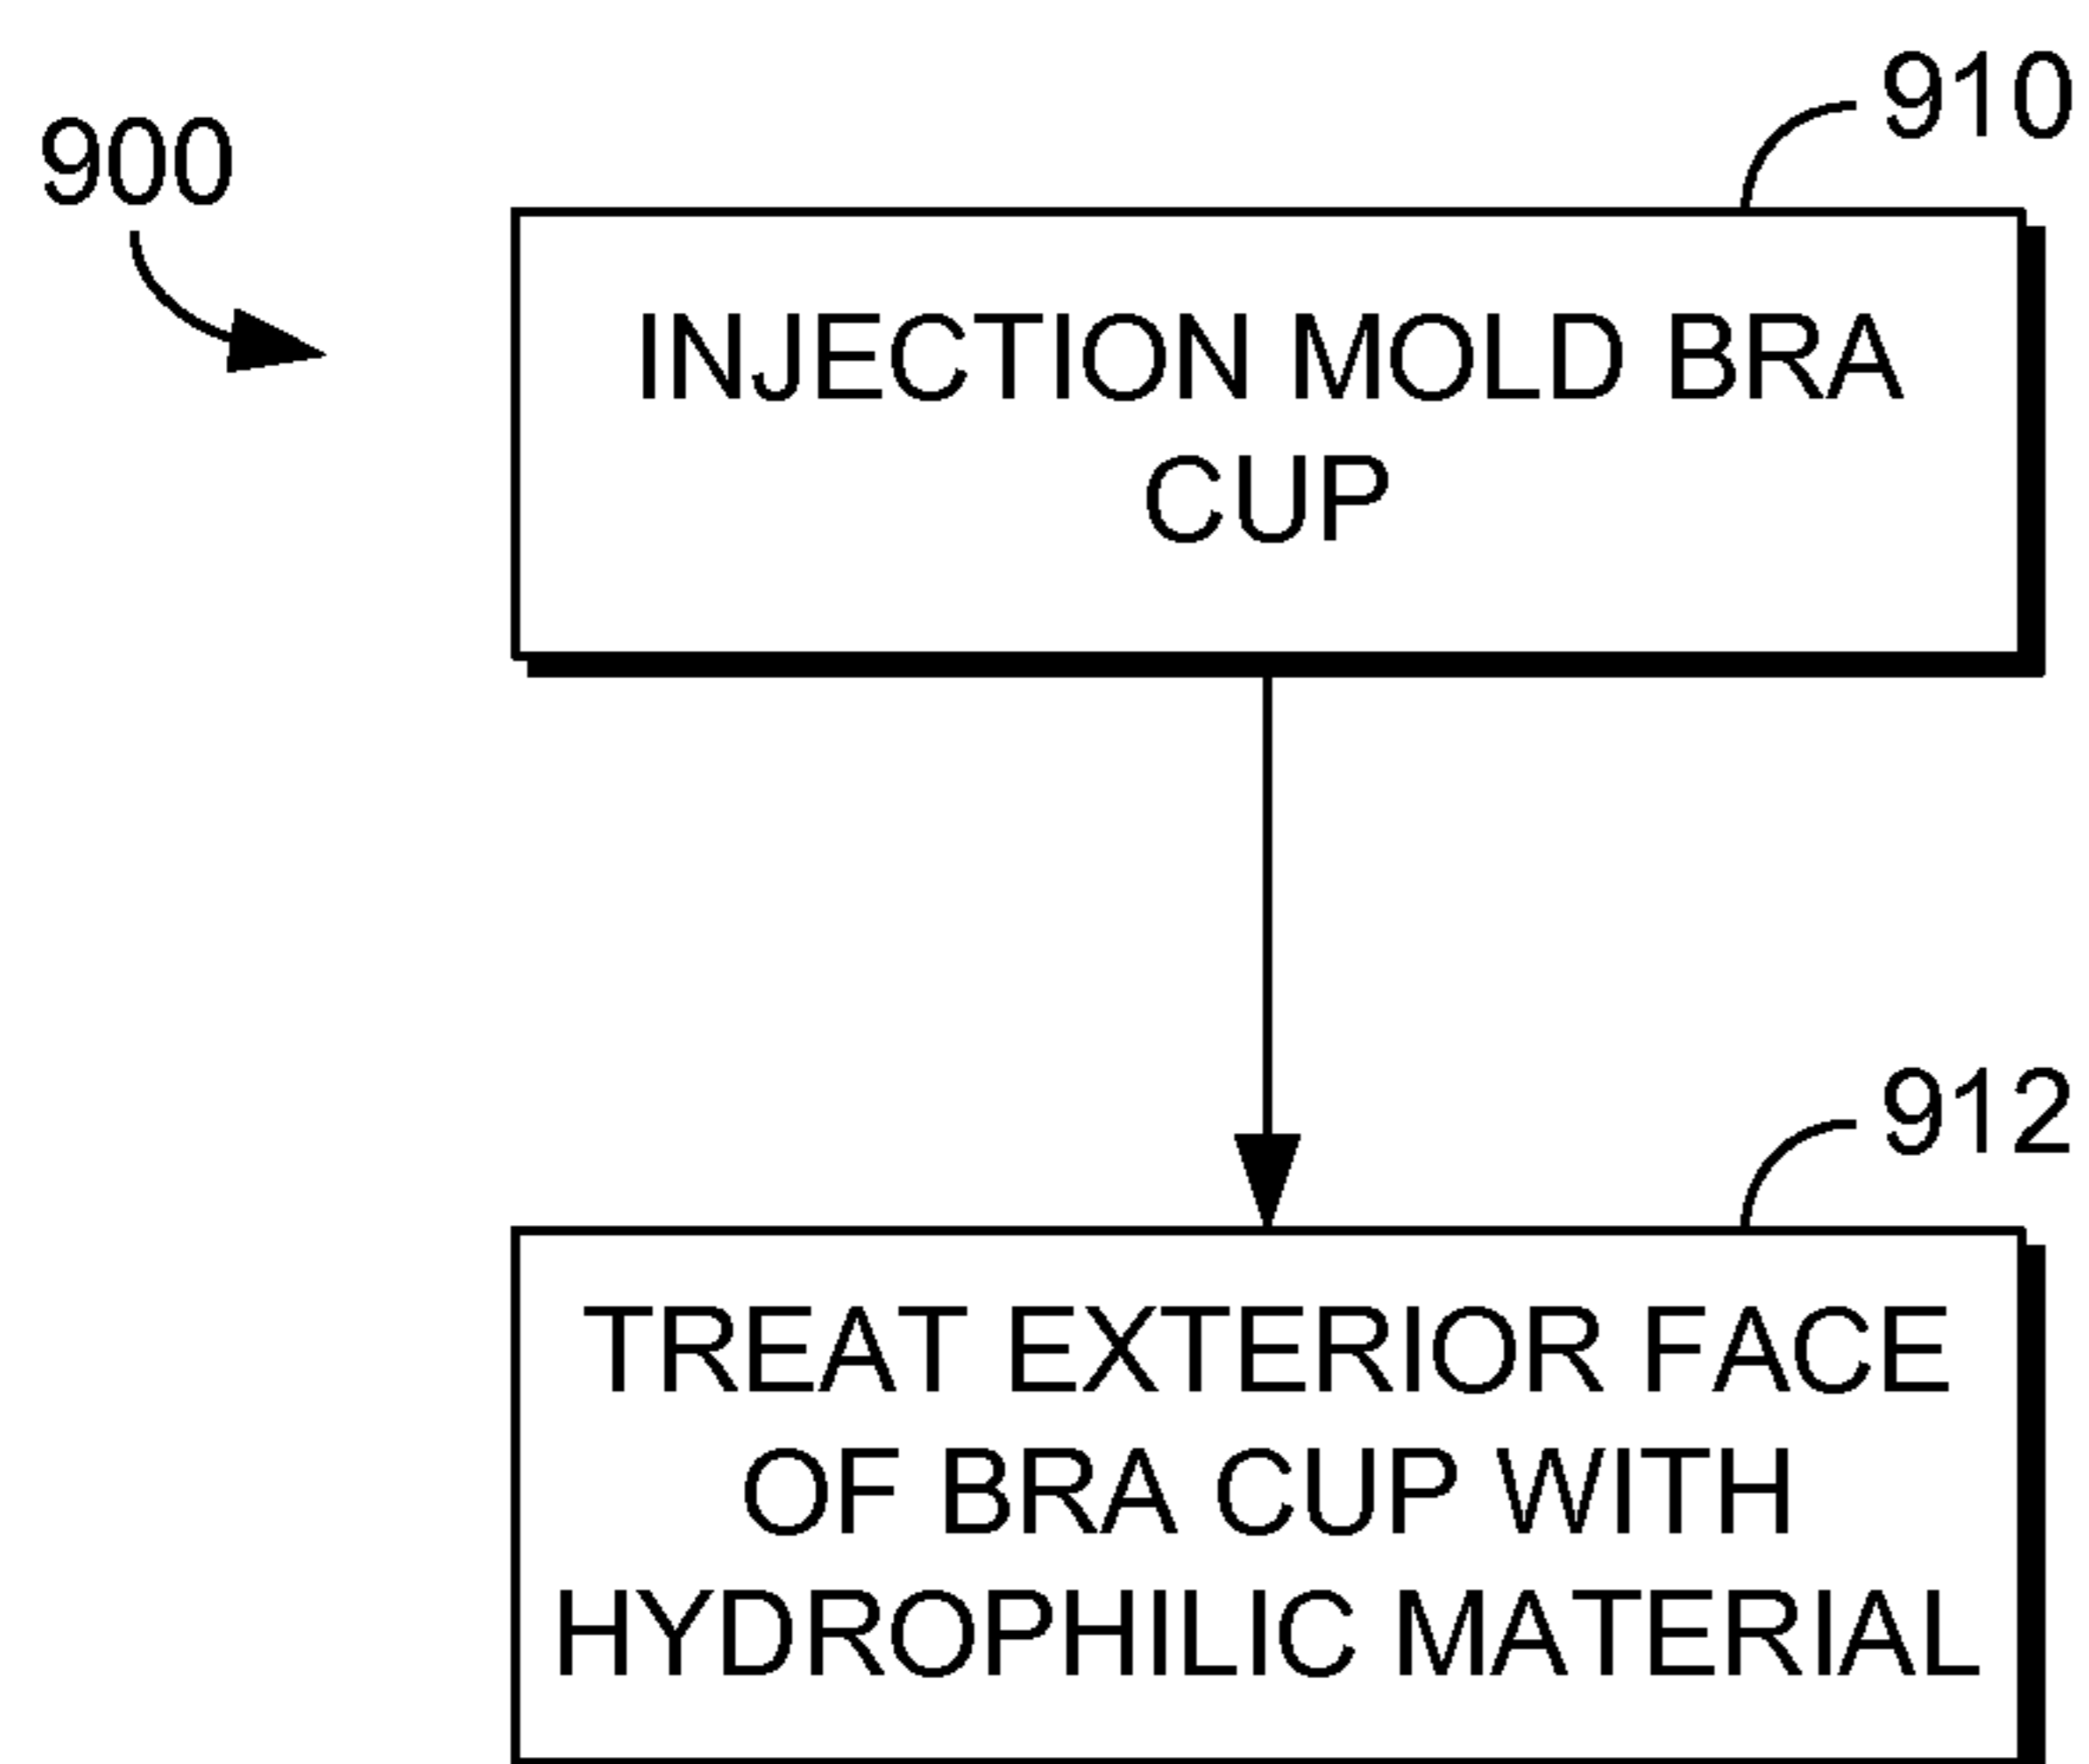 900
910
INJECTION MOLD BRA
CUP
912
TREAT EXTERIOR FACE
OF BRA CUP WITH
HYDROPHILIC MATERIAL